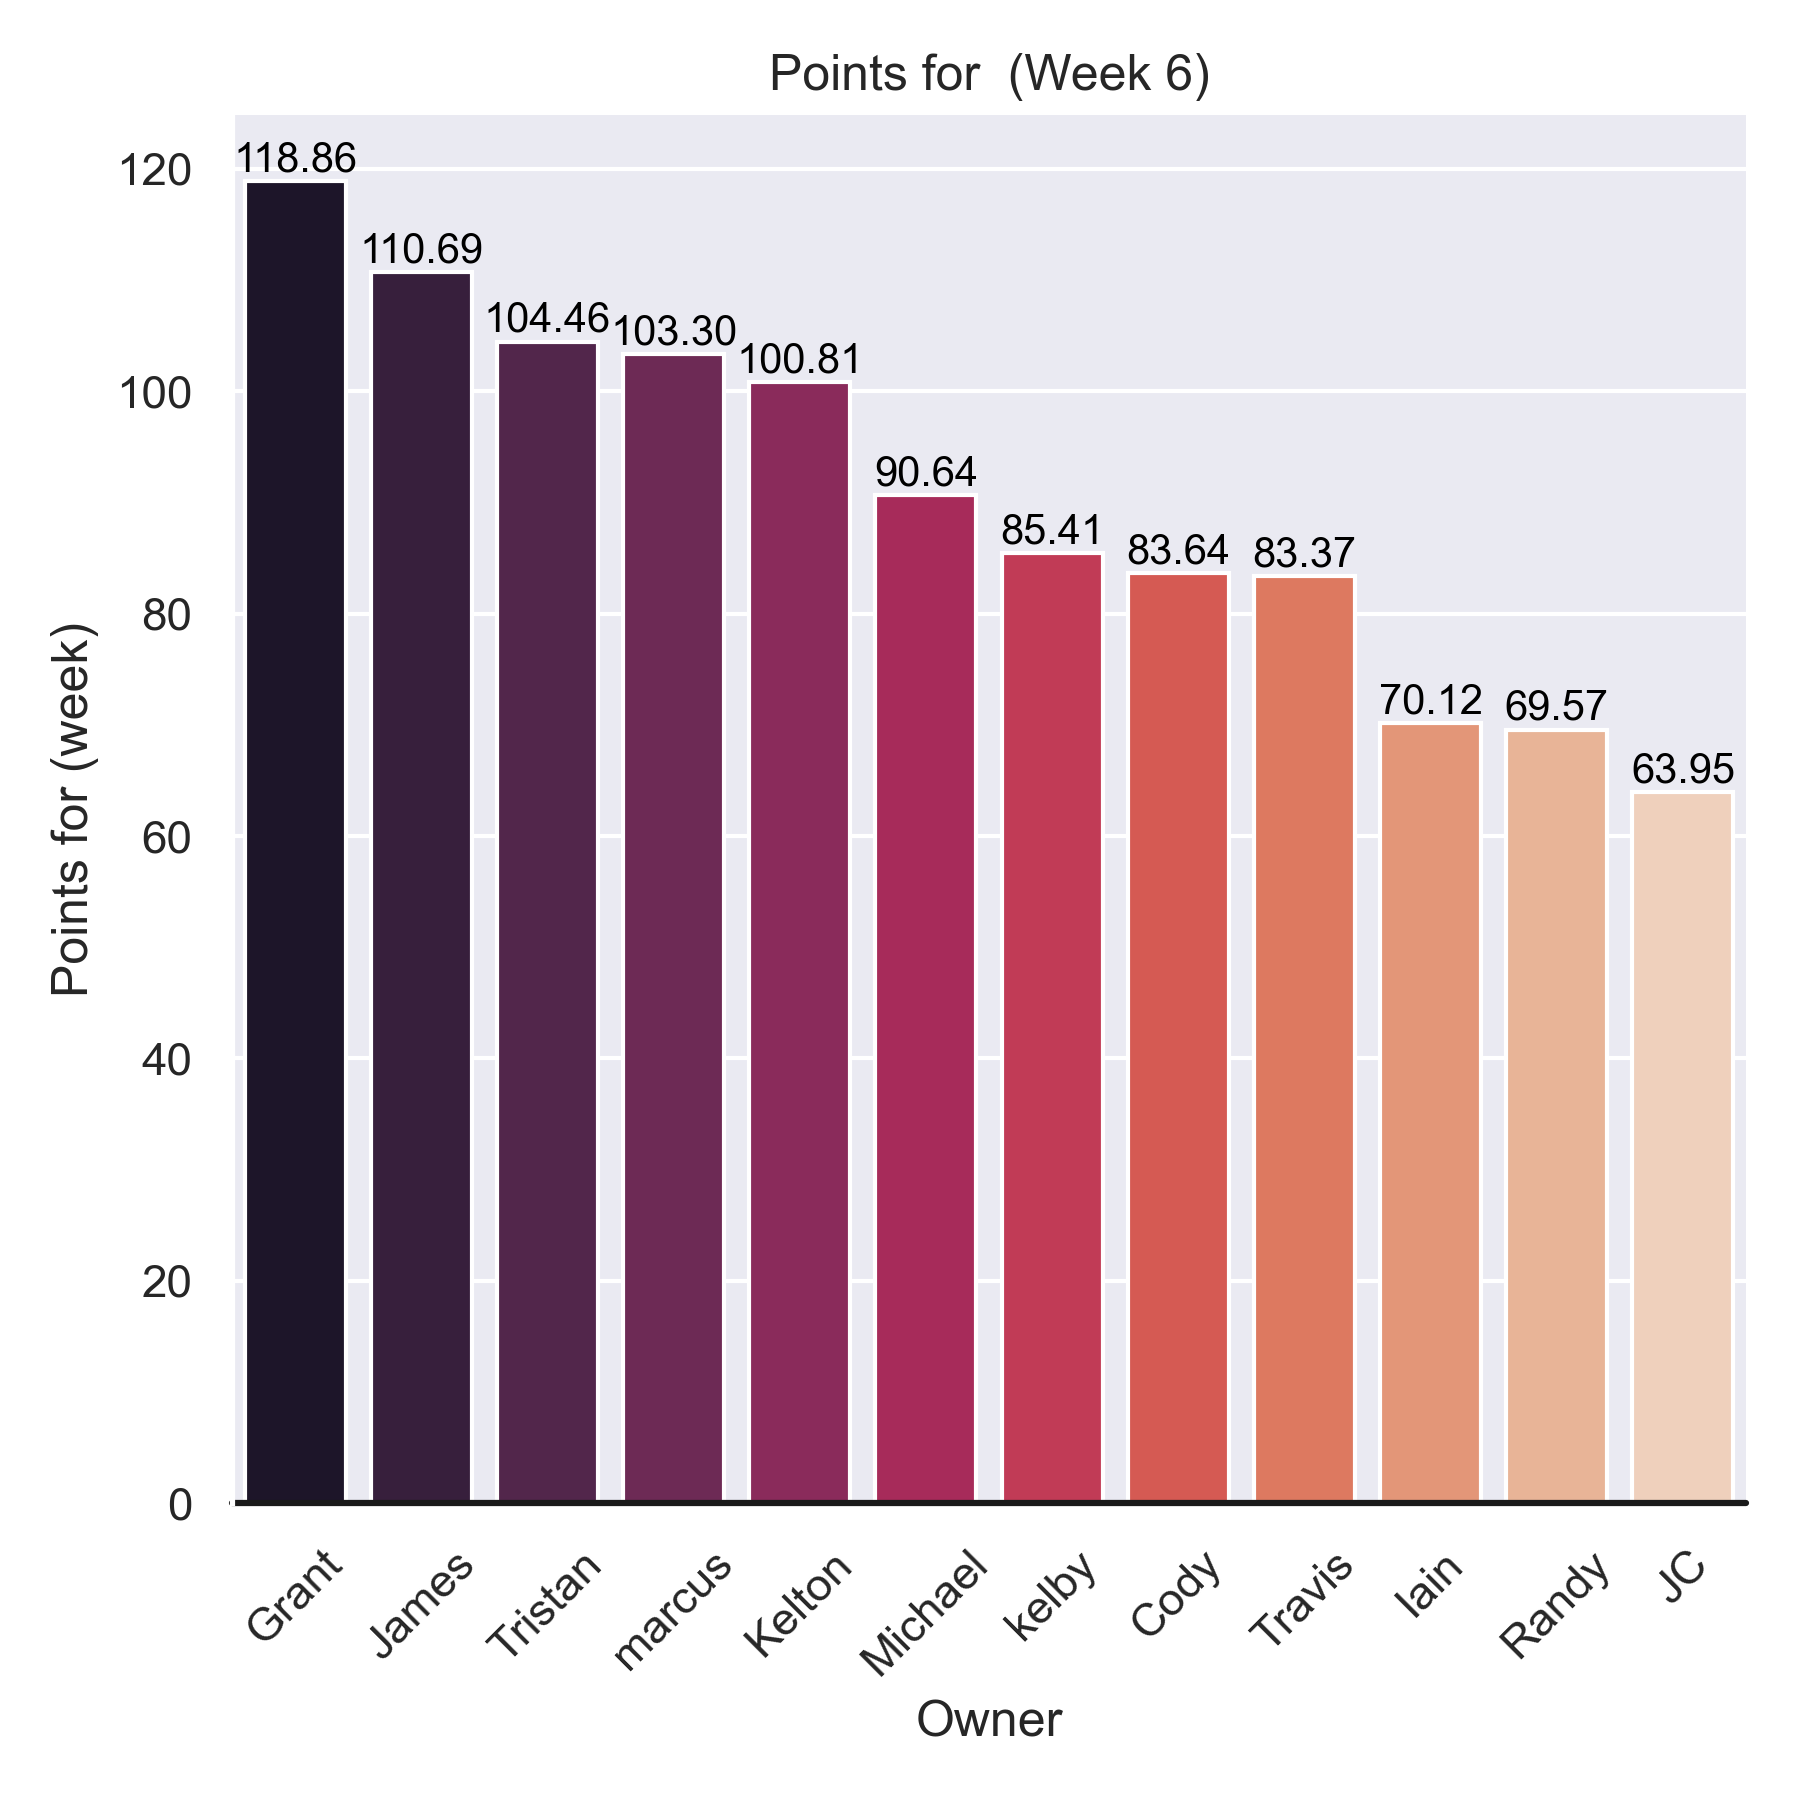 Points for  (Week 6)
Points for (week)
120
100
80
60
40
20
0
118.86
110.69
104.46
103.30
100.81
90.64
85.41
83.64
83.37
70.12
69.57
63.95
Grant
James
Tristan
marcus
Kelton
Michael
kelby
Cody
Travis
Iain
Randy
JC
Owner